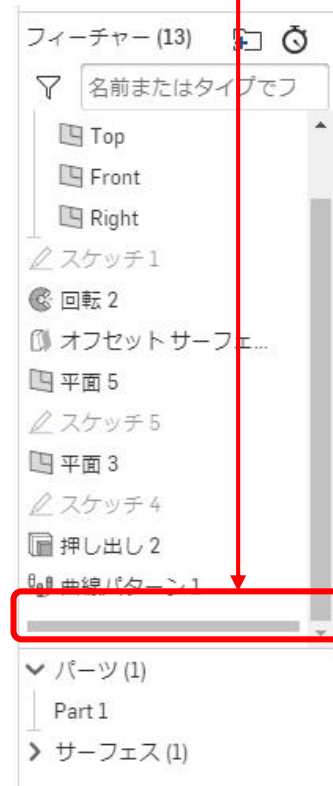 フィーチャー (13)
名前またはタイプでフ
Top
Front
Right
スケッチ 1
回転 2
オフセット サーフェ...
平面 5
スケッチ 5
平面 3
スケッチ 4
押し出し 2
曲線パターン 1
パーツ (1)
Part 1
サーフェス (1)